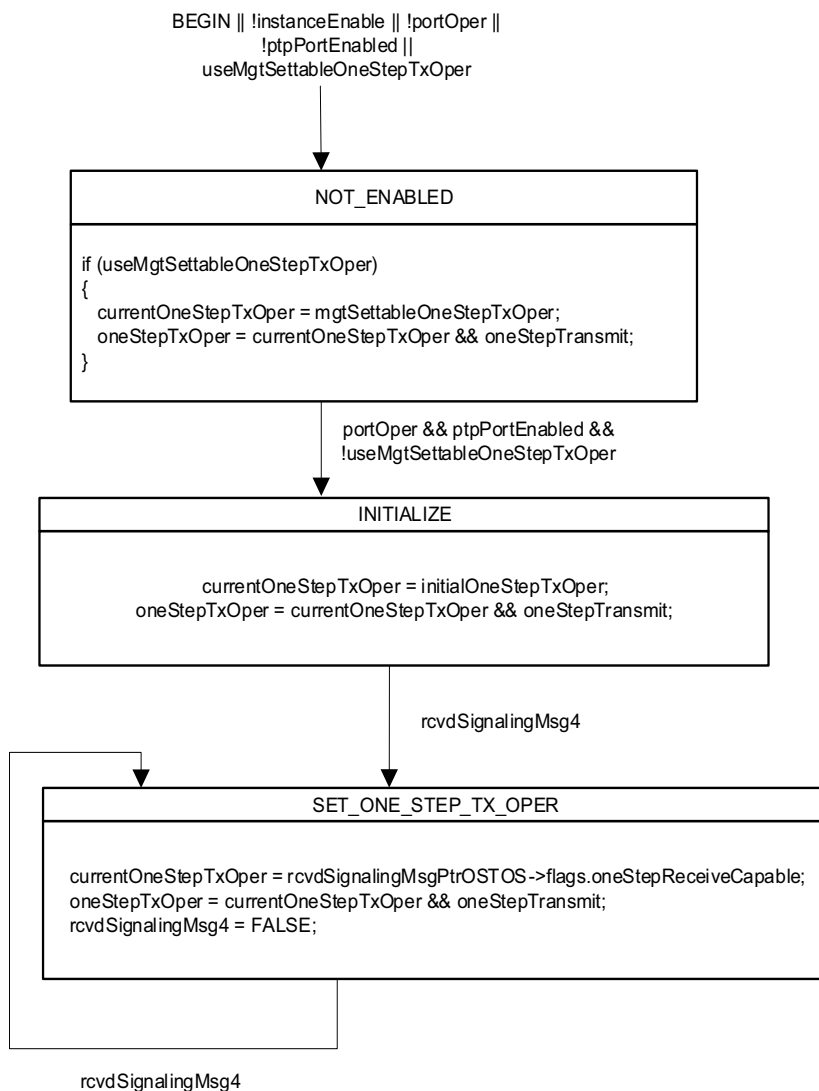 BEGIN || !instanceEnable || !portOper ||
!ptpPortEnabled ||
useMgtSettableOneStepTxOper
NOT_ENABLED
if (useMgtSettableOneStepTxOper)
{
currentOneStepTxOper = mgtSettableOneStepTxOper;
oneStepTxOper = currentOneStepTxOper && oneStepTransmit;
}
portOper && ptpPortEnabled &&
!useMgtSettableOneStepTxOper
INITIALIZE
currentOneStepTxOper = initialOneStepTxOper;
oneStepTxOper = currentOneStepTxOper && oneStepTransmit;
rcvdSignalingMsg4
SET_ONE_STEP_TX_OPER
currentOneStepTxOper = rcvdSignalingMsgPtrOSTOS->flags.oneStepReceiveCapable;
oneStepTxOper = currentOneStepTxOper && oneStepTransmit;
rcvdSignalingMsg4 = FALSE;
rcvdSignalingMsg4